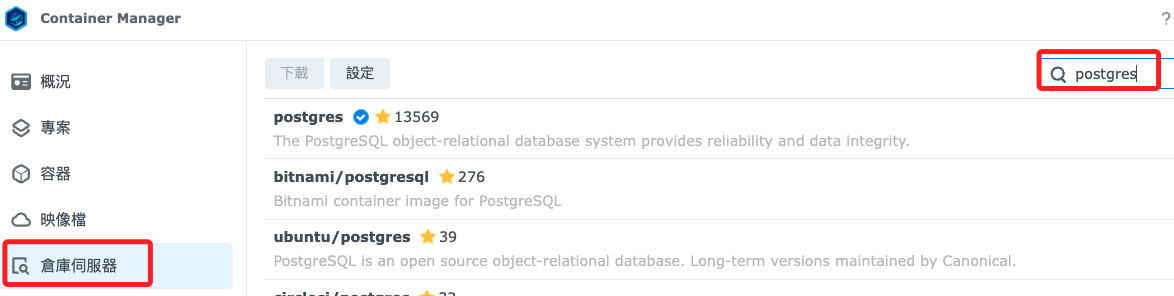 Container Manager
?
概況
專案
容器
映像檔
倉庫伺服器
下載
設定
postgres
postgres 13569
The PostgreSQL object-relational database system provides reliability and data integrity.
bitnami/postgresql 276
Bitnami container image for PostgreSQL
ubuntu/postgres 39
PostgreSQL is an open source object-relational database. Long-term versions maintained by Canonical.